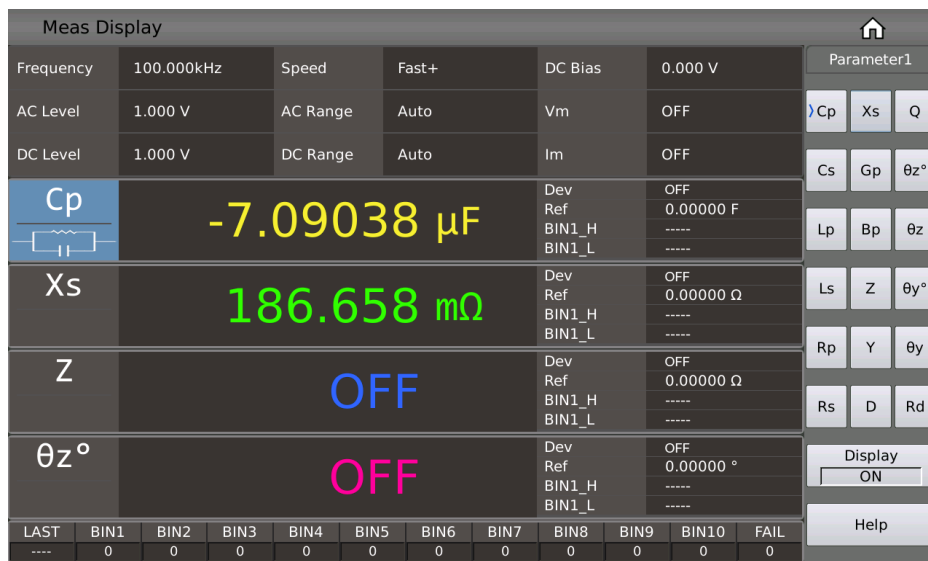 Meas Display
Frequency 100.000kHz Speed Fast+ DC Bias 0.000 V
AC Level 1.000 V AC Range Auto Vm OFF
DC Level 1.000 V DC Range Auto Im OFF
Cp -7.09038 µF
Dev OFF
Ref 0.00000 F
BIN1_H -----
BIN1_L -----
Xs 186.658 mΩ
Dev OFF
Ref 0.00000 Ω
BIN1_H -----
BIN1_L -----
Z OFF
Dev OFF
Ref 0.00000 Ω
BIN1_H -----
BIN1_L -----
θz° OFF
Dev OFF
Ref 0.00000 °
BIN1_H -----
BIN1_L -----
LAST BIN1 BIN2 BIN3 BIN4 BIN5 BIN6 BIN7 BIN8 BIN9 BIN10 FAIL
---- 0 0 0 0 0 0 0 0 0 0 0
Parameter1
Cp Xs Q
Cs Gp θz°
Lp Bp θz
Ls Z θy°
Rp Y θy
Rs D Rd
Display
ON
Help